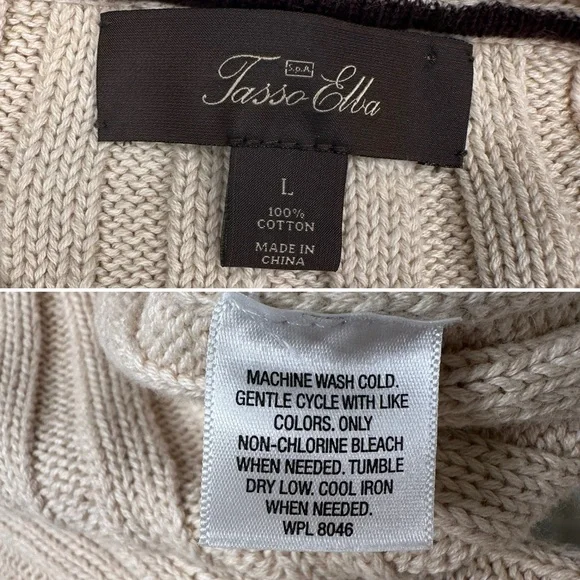 S.p.A.
Tasso Elba
L
100%
COTTON
MADE IN
CHINA
MACHINE WASH COLD.
GENTLE CYCLE WITH LIKE
COLORS. ONLY
NON-CHLORINE BLEACH
WHEN NEEDED. TUMBLE
DRY LOW. COOL IRON
WHEN NEEDED.
WPL 8046